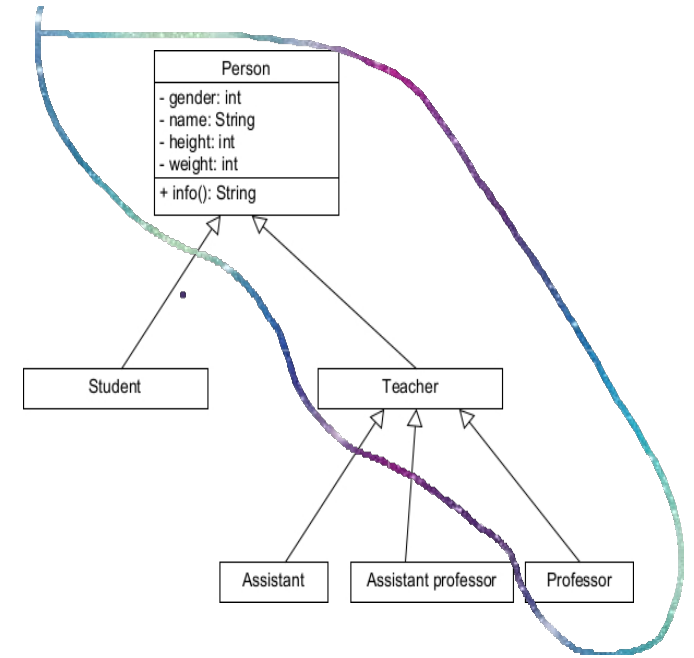 Person
- gender: int
- name: String
- height: int
- weight: int
+ info(): String
Student
Teacher
Assistant
Assistant professor
Professor